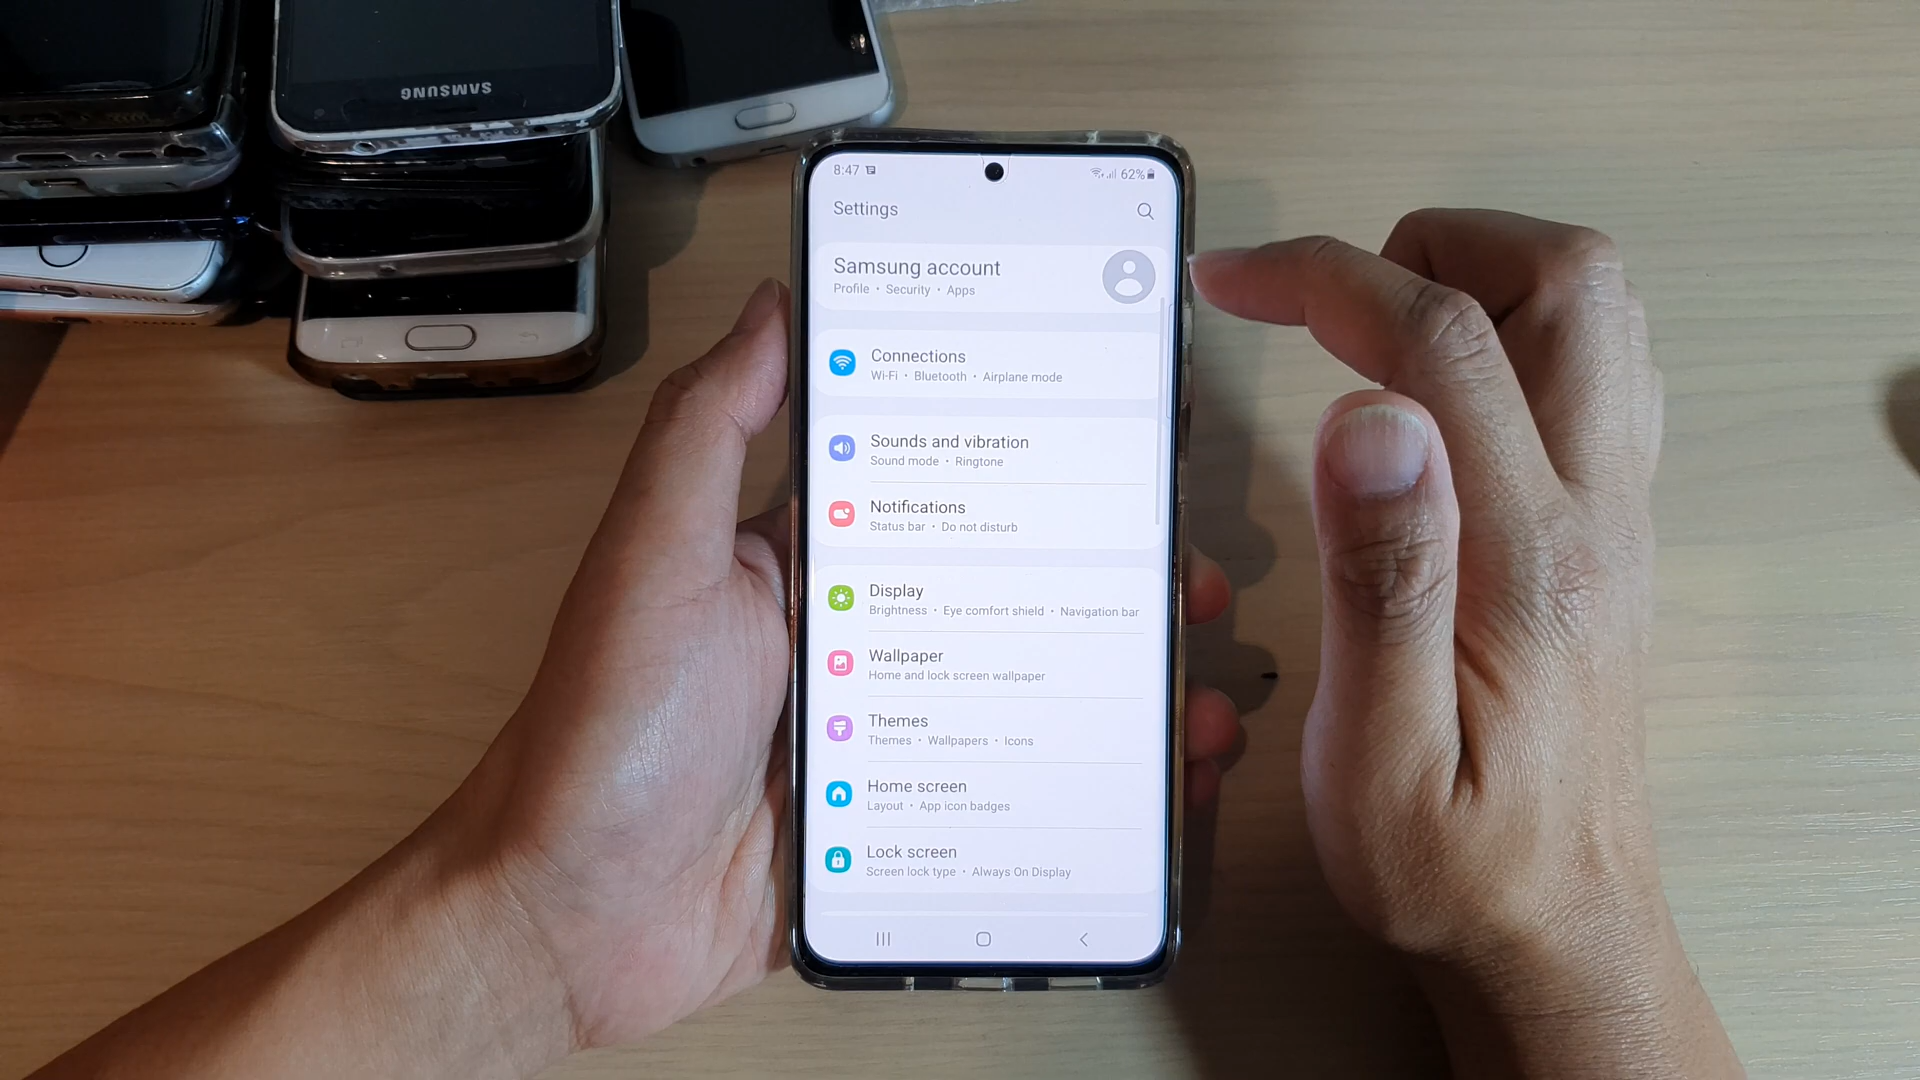 SAMSUNG
8:47
62%
Settings
Samsung account
Profile • Security • Apps
Connections
Wi-Fi • Bluetooth • Airplane mode
Sounds and vibration
Sound mode • Ringtone
Notifications
Status bar • Do not disturb
Display
Brightness • Eye comfort shield • Navigation bar
Wallpaper
Home and lock screen wallpaper
Themes
Themes • Wallpapers • Icons
Home screen
Layout • App icon badges
Lock screen
Screen lock type • Always On Display